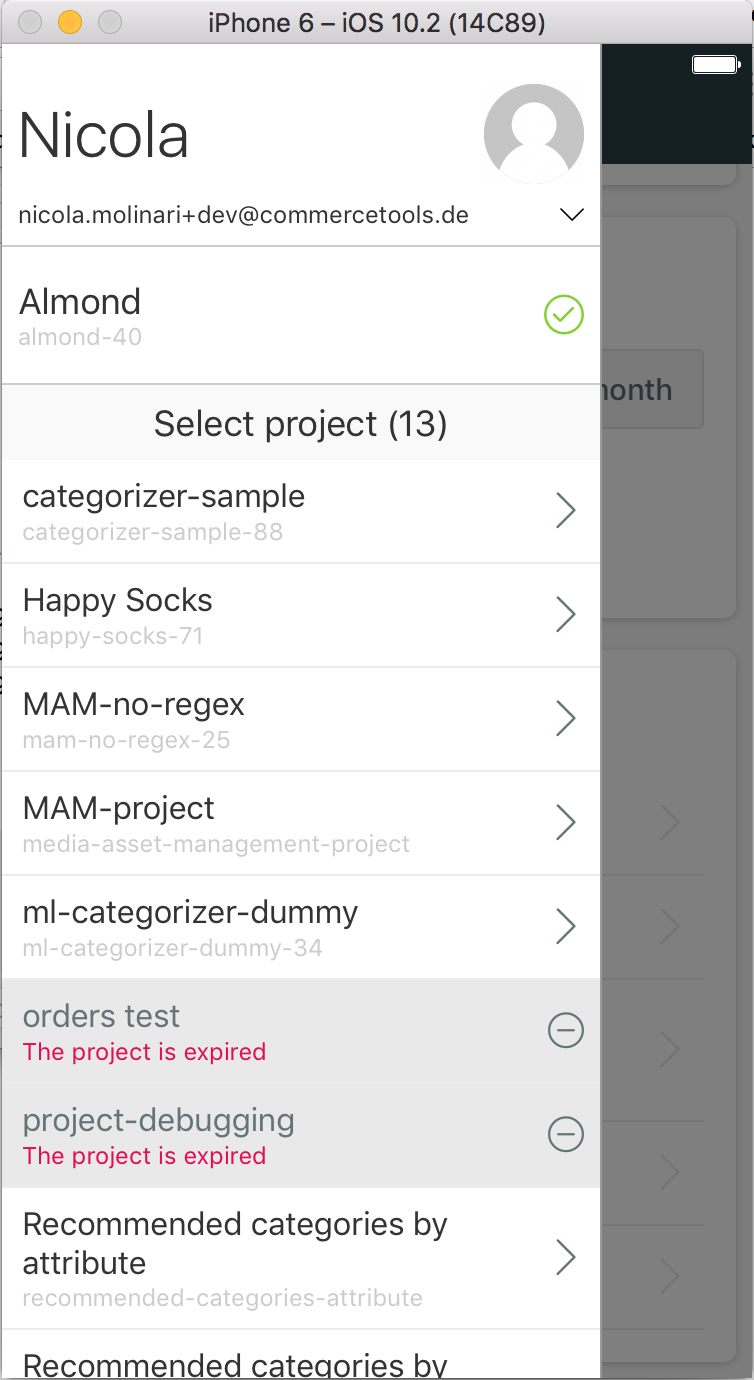 iPhone 6 – iOS 10.2 (14C89)
Nicola
nicola.molinari+dev@commercetools.de
Almond
almond-40
month
Select project (13)
categorizer-sample
categorizer-sample-88
Happy Socks
happy-socks-71
MAM-no-regex
mam-no-regex-25
MAM-project
media-asset-management-project
ml-categorizer-dummy
ml-categorizer-dummy-34
orders test
The project is expired
project-debugging
The project is expired
Recommended categories by
attribute
recommended-categories-attribute
Recommended categories by